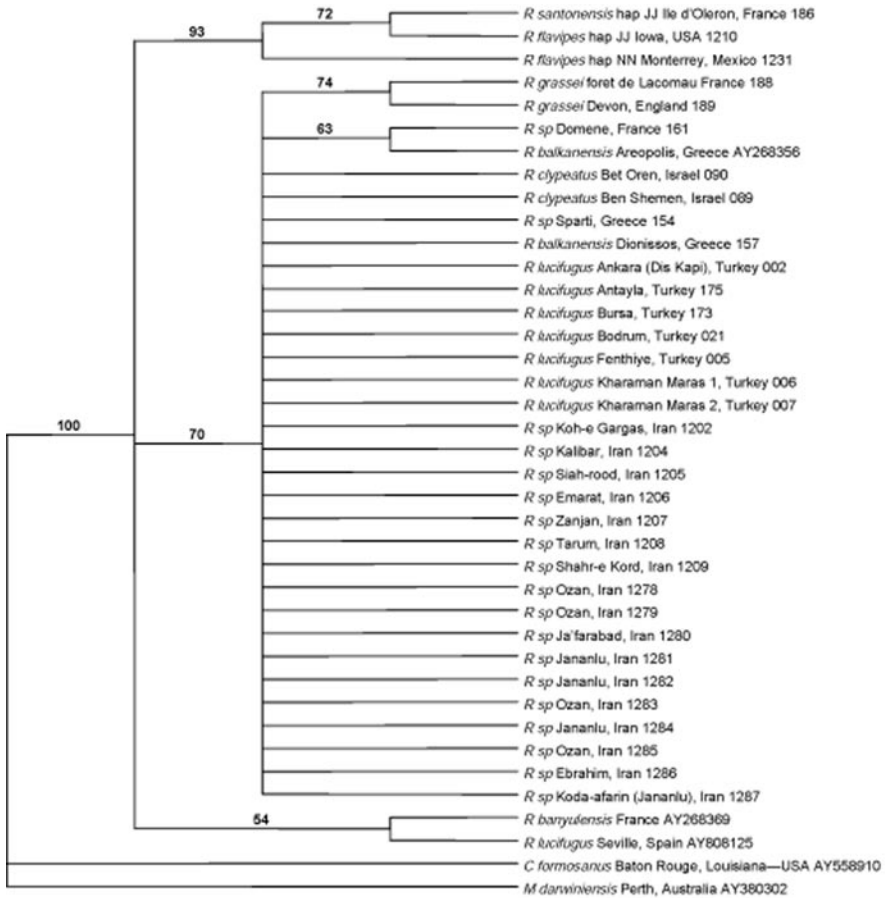 72
R santonensis hap JJ Ile d'Oleron, France 186
93
R flavipes hap JJ Iowa, USA 1210
R flavipes hap NN Monterrey, Mexico 1231
74
R grassei foret de Lacomau France 188
R grassei Devon, England 189
63
R sp Domene, France 161
R balkanensis Areopolis, Greece AY268356
R clypeatus Bet Oren, Israel 090
R clypeatus Ben Shemen, Israel 089
R sp Sparti, Greece 154
R balkanensis Dionissos, Greece 157
R lucifugus Ankara (Dis Kapi), Turkey 002
R lucifugus Antayla, Turkey 175
R lucifugus Bursa, Turkey 173
R lucifugus Bodrum, Turkey 021
R lucifugus Fenthiye, Turkey 005
R lucifugus Kharaman Maras 1, Turkey 006
R lucifugus Kharaman Maras 2, Turkey 007
100
70
R sp Koh-e Gargas, Iran 1202
R sp Kalibar, Iran 1204
R sp Siah-rood, Iran 1205
R sp Emarat, Iran 1206
R sp Zanjan, Iran 1207
R sp Tarum, Iran 1208
R sp Shahr-e Kord, Iran 1209
R sp Ozan, Iran 1278
R sp Ozan, Iran 1279
R sp Ja'farabad, Iran 1280
R sp Jananlu, Iran 1281
R sp Jananlu, Iran 1282
R sp Ozan, Iran 1283
R sp Jananlu, Iran 1284
R sp Ozan, Iran 1285
R sp Ebrahim, Iran 1286
R sp Koda-afarin (Jananlu), Iran 1287
54
R banyulensis France AY268369
R lucifugus Seville, Spain AY808125
C formosanus Baton Rouge, Louisiana—USA AY558910
M darwiniensis Perth, Australia AY380302